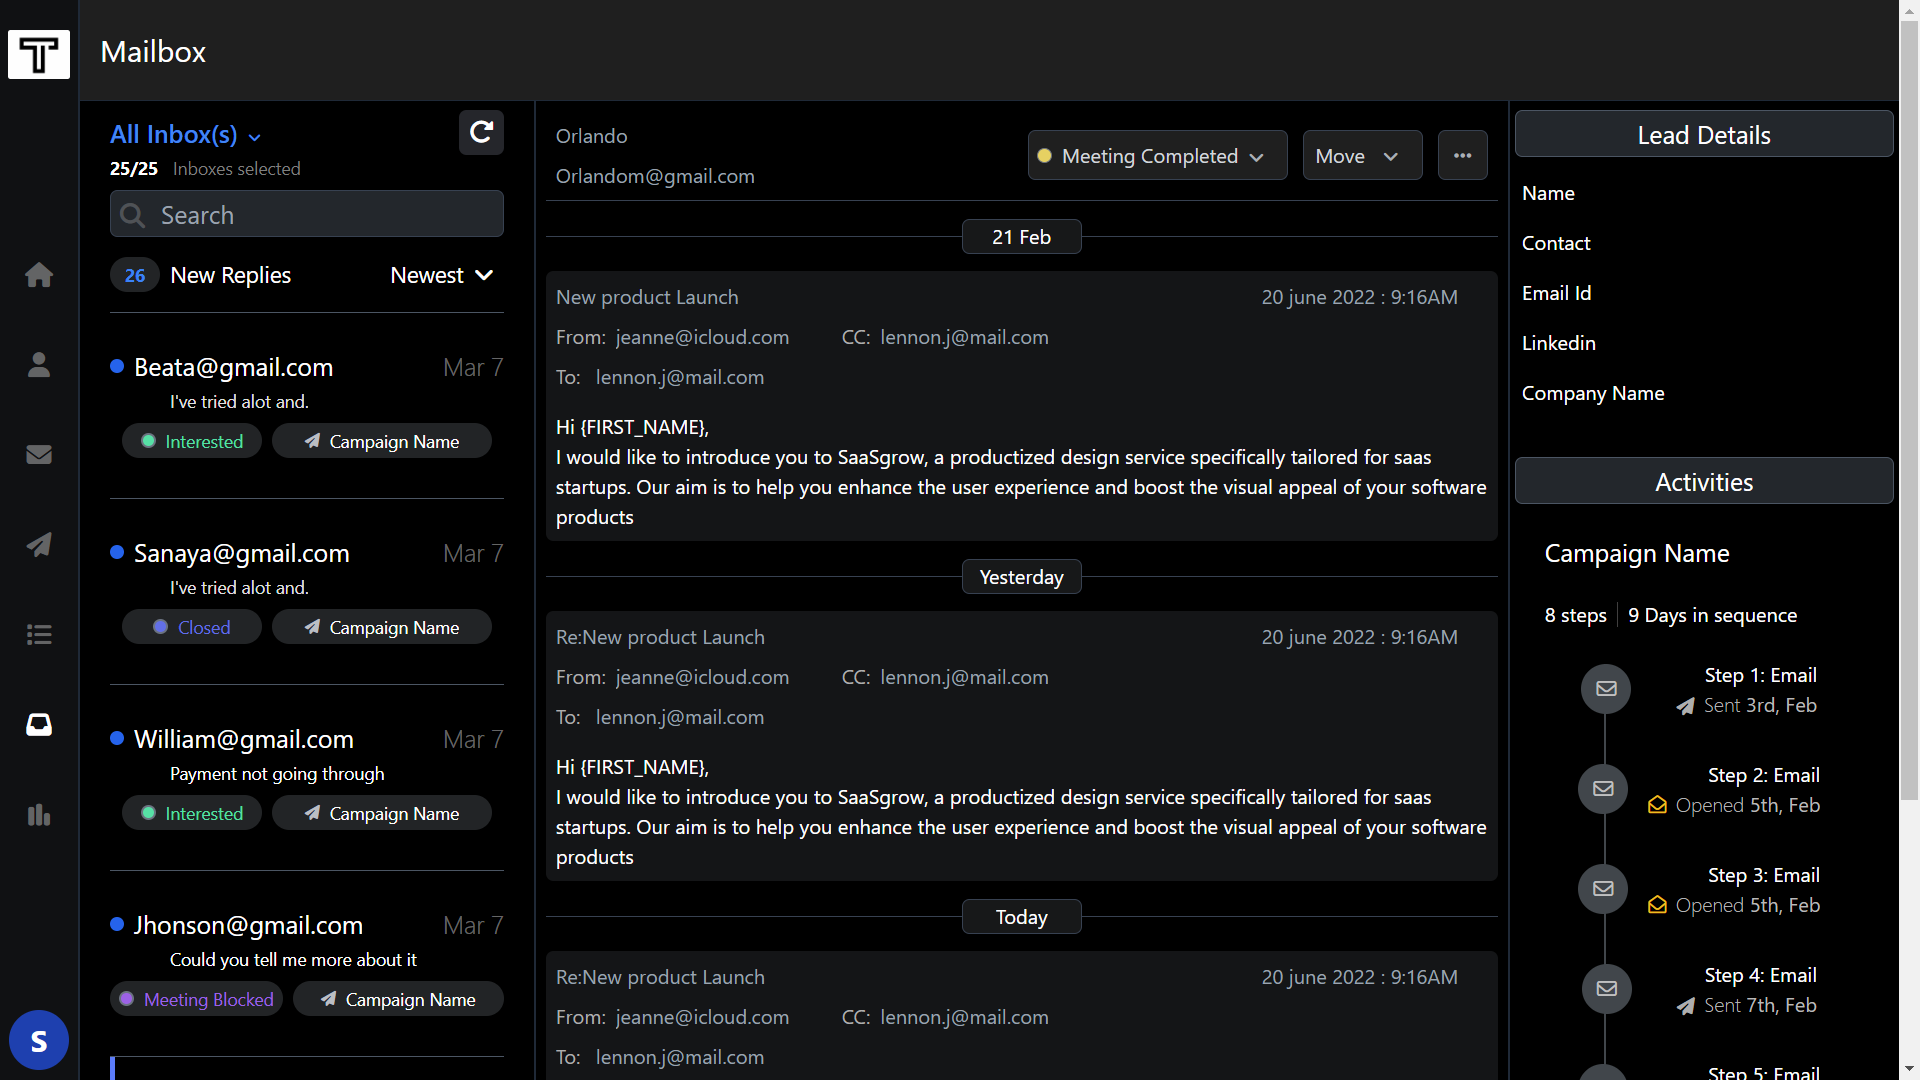 T
Mailbox
All Inbox(s)
25/25 Inboxes selected
Search
26 New Replies Newest
Beata@gmail.com Mar 7
I've tried alot and.
Interested Campaign Name
Sanaya@gmail.com Mar 7
I've tried alot and.
Closed Campaign Name
William@gmail.com Mar 7
Payment not going through
Interested Campaign Name
Jhonson@gmail.com Mar 7
Could you tell me more about it
Meeting Blocked Campaign Name
S
Orlando
Orlandom@gmail.com
Meeting Completed Move
21 Feb
New product Launch 20 june 2022 : 9:16AM
From: jeanne@icloud.com CC: lennon.j@mail.com
To: lennon.j@mail.com
Hi {FIRST_NAME},
I would like to introduce you to SaaSgrow, a productized design service specifically tailored for saas
startups. Our aim is to help you enhance the user experience and boost the visual appeal of your software
products
Yesterday
Re:New product Launch 20 june 2022 : 9:16AM
From: jeanne@icloud.com CC: lennon.j@mail.com
To: lennon.j@mail.com
Hi {FIRST_NAME},
I would like to introduce you to SaaSgrow, a productized design service specifically tailored for saas
startups. Our aim is to help you enhance the user experience and boost the visual appeal of your software
products
Today
Re:New product Launch 20 june 2022 : 9:16AM
From: jeanne@icloud.com CC: lennon.j@mail.com
To: lennon.j@mail.com
Lead Details
Name
Contact
Email Id
Linkedin
Company Name
Activities
Campaign Name
8 steps 9 Days in sequence
Step 1: Email
Sent 3rd, Feb
Step 2: Email
Opened 5th, Feb
Step 3: Email
Opened 5th, Feb
Step 4: Email
Sent 7th, Feb
Step 5: Email